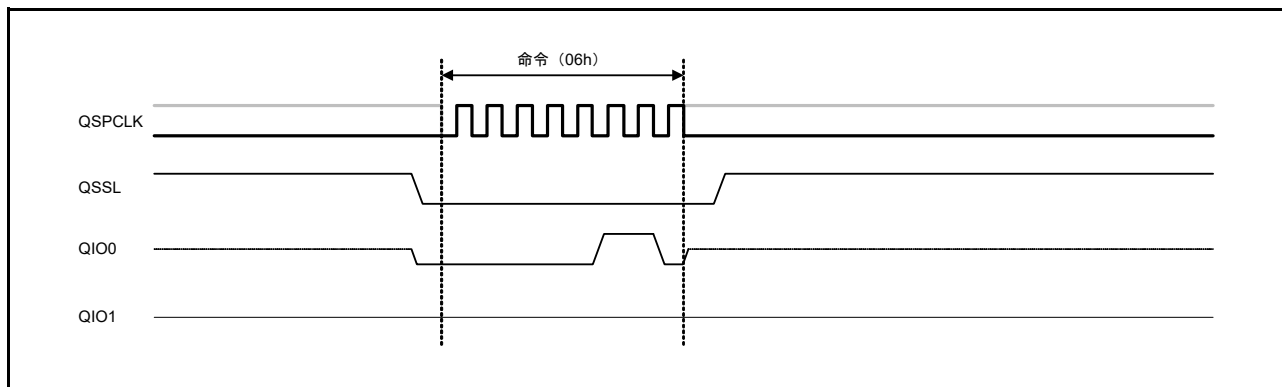 命令（06h）
QSPCLK
QSSL
QIO0
QIO1